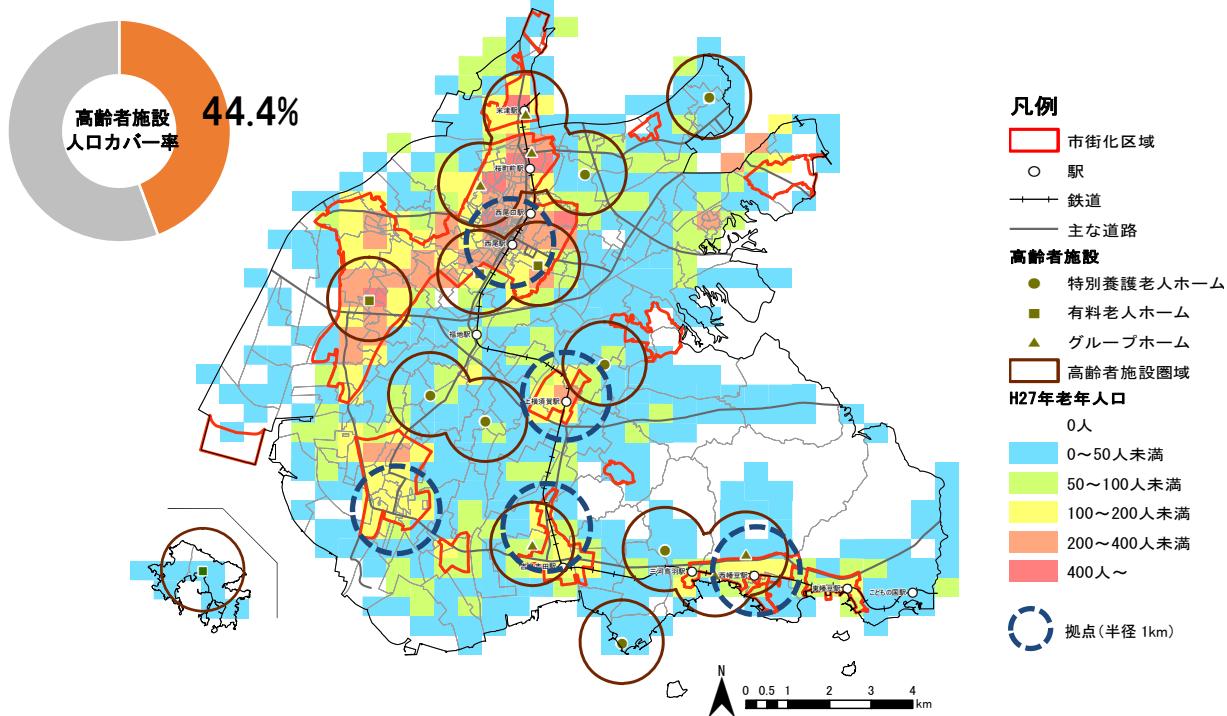 高齢者施設
人口カバー率
44.4%
米津駅
桜町前駅
西尾口駅
西尾駅
福地駅
上横須賀駅
吉良吉田駅
三河鳥羽駅
西幡豆駅
東幡豆駅
こどもの国駅
凡例
市街化区域
駅
鉄道
主な道路
高齢者施設
特別養護老人ホーム
有料老人ホーム
グループホーム
高齢者施設圏域
H27年老年人口
0人
0～50人未満
50～100人未満
100～200人未満
200～400人未満
400人～
拠点(半径 1km)
N
0 0.5 1 2 3 4
km